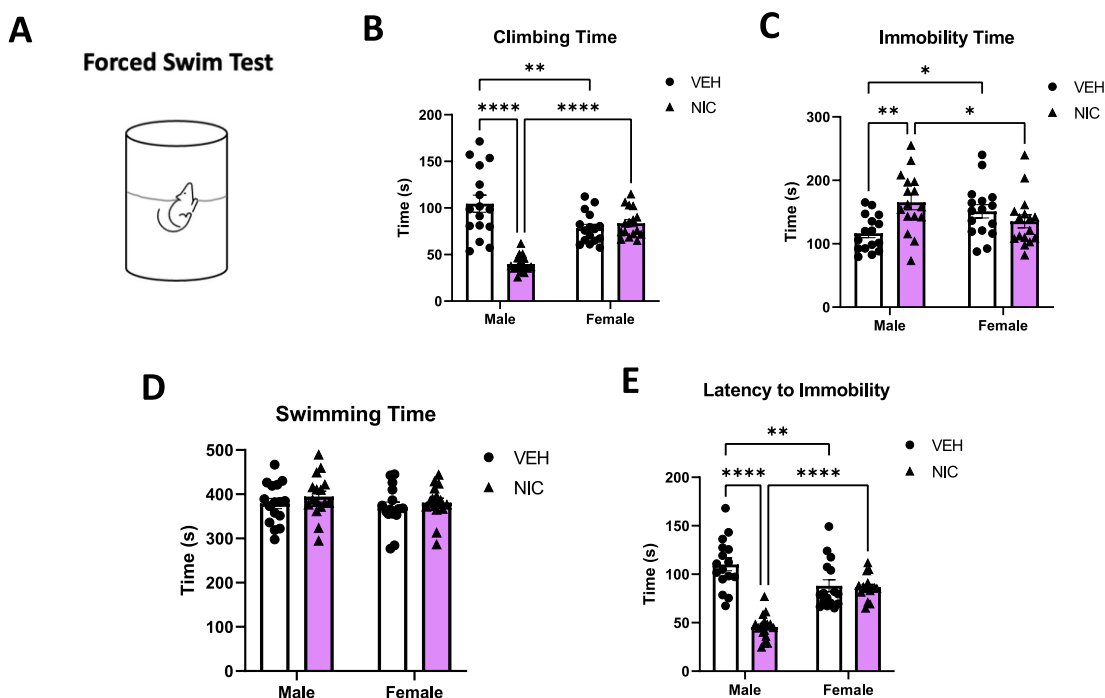 A
Forced Swim Test
B
Climbing Time
**
****
****
VEH
NIC
Time (s)
200
150
100
50
0
Male
Female
C
Immobility Time
*
**
*
VEH
NIC
Time (s)
300
200
100
0
Male
Female
D
Swimming Time
VEH
NIC
Time (s)
500
400
300
200
100
0
Male
Female
E
Latency to Immobility
**
****
****
VEH
NIC
Time (s)
200
150
100
50
0
Male
Female